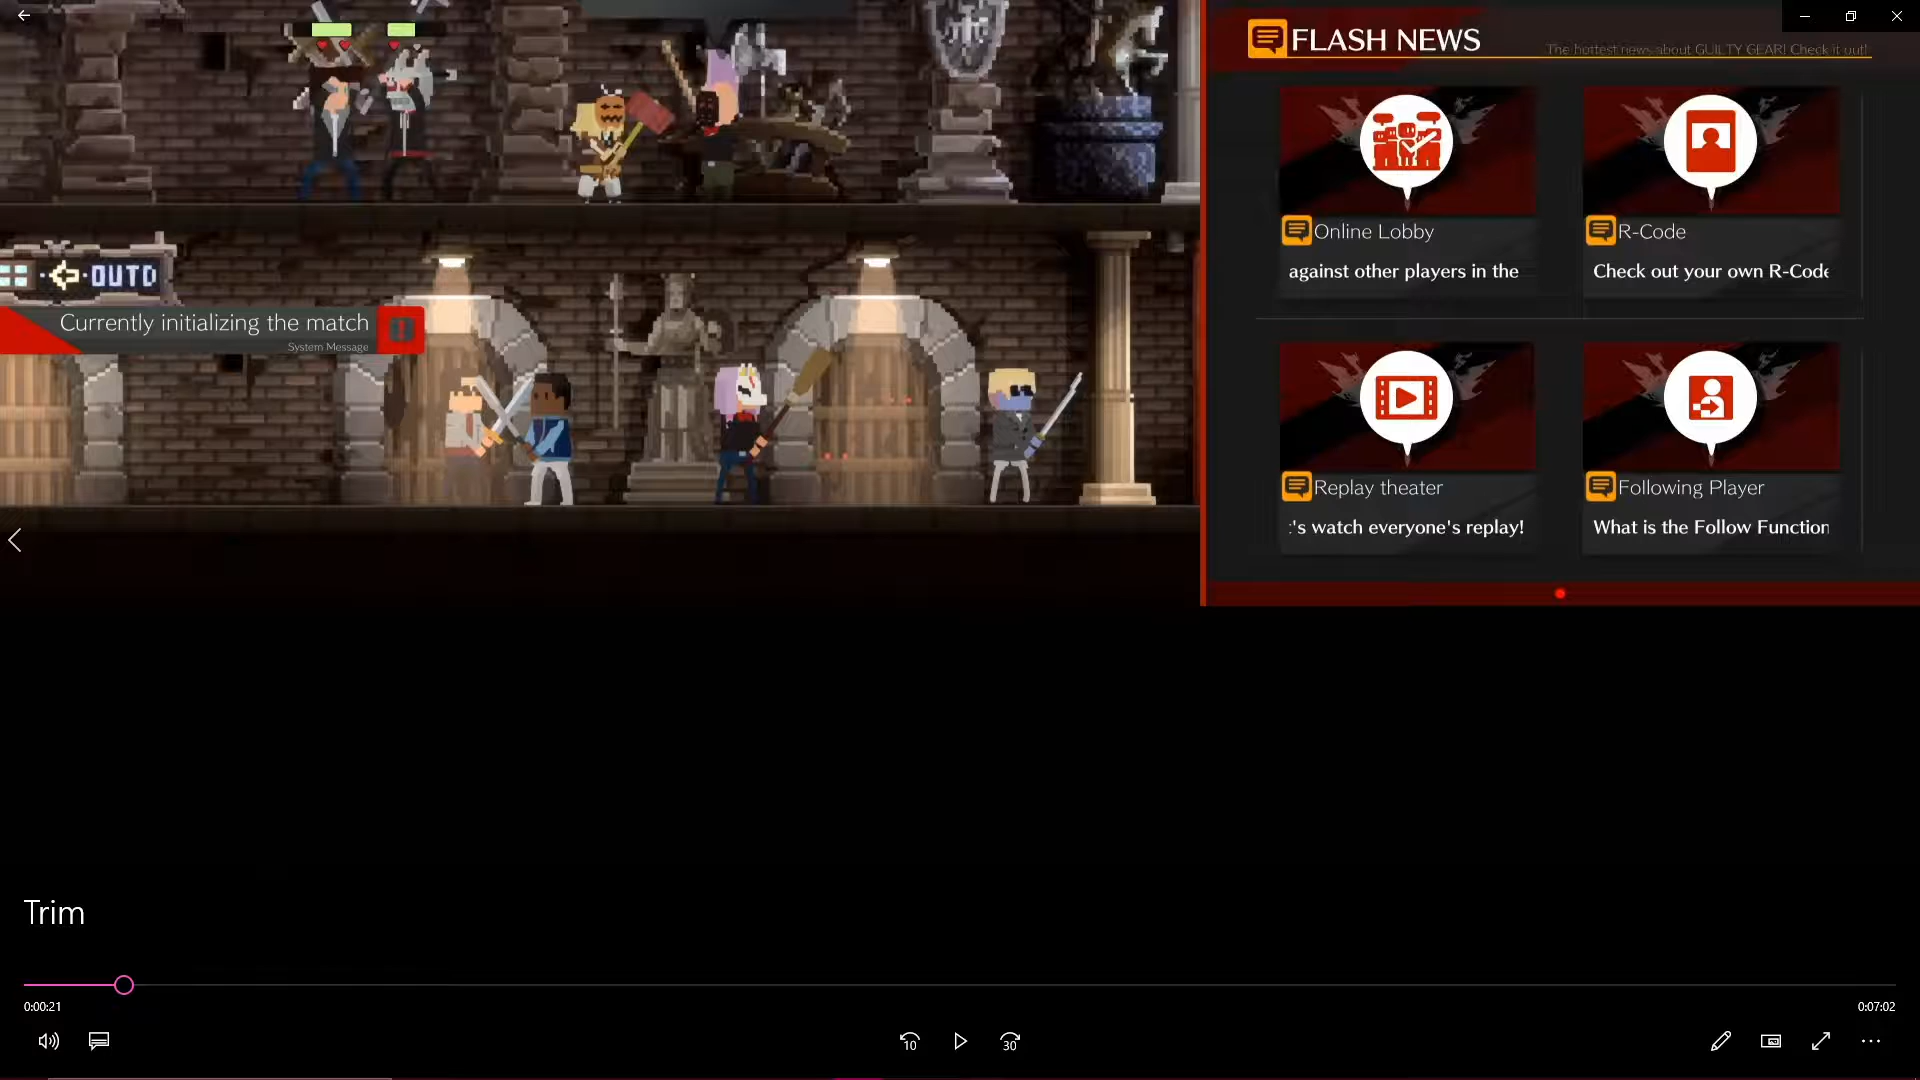 FLASH NEWS
The hottest news about GUILTY GEAR! Check it out!
Online Lobby
R-Code
against other players in the
Check out your own R-Code
OUTD
Currently initializing the match
System Message
Replay theater
Following Player
's watch everyone's replay!
What is the Follow Function
Trim
0:00:21
0:07:02
10
30